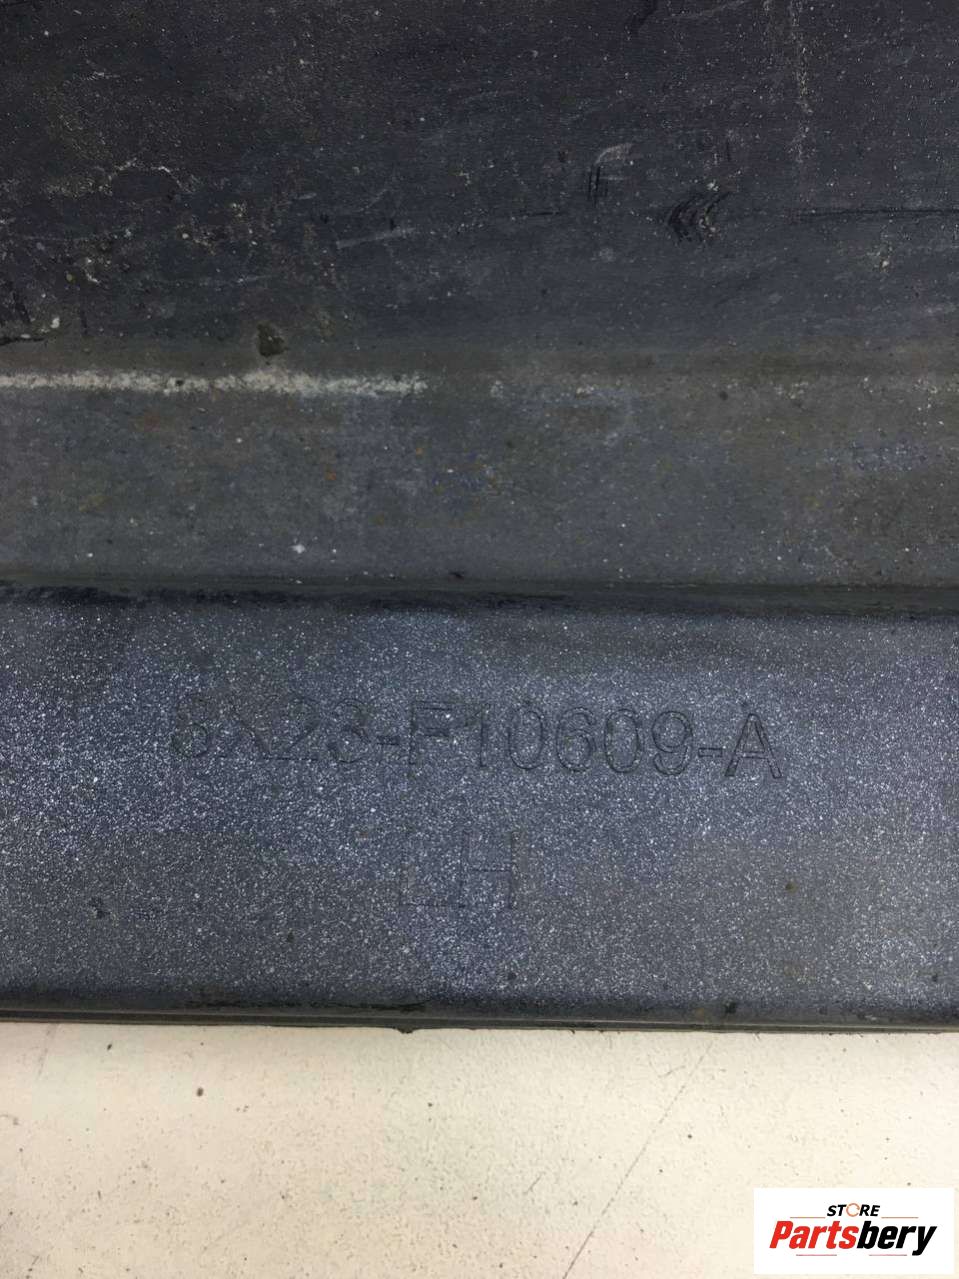 8X23-F10609-A
LH
STORE
Partsbery